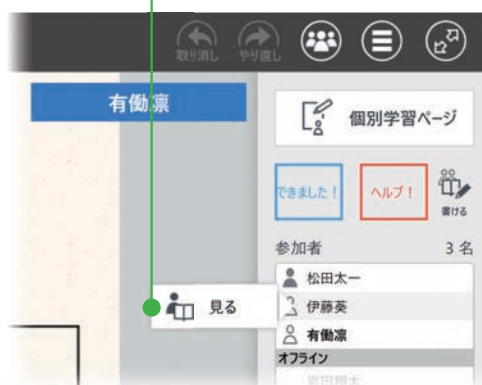 取り消し
やり直し
有働凛
個別学習ページ
できました！
ヘルプ！
書ける
参加者 3 名
松田太一
見る
伊藤葵
有働凛
オフライン